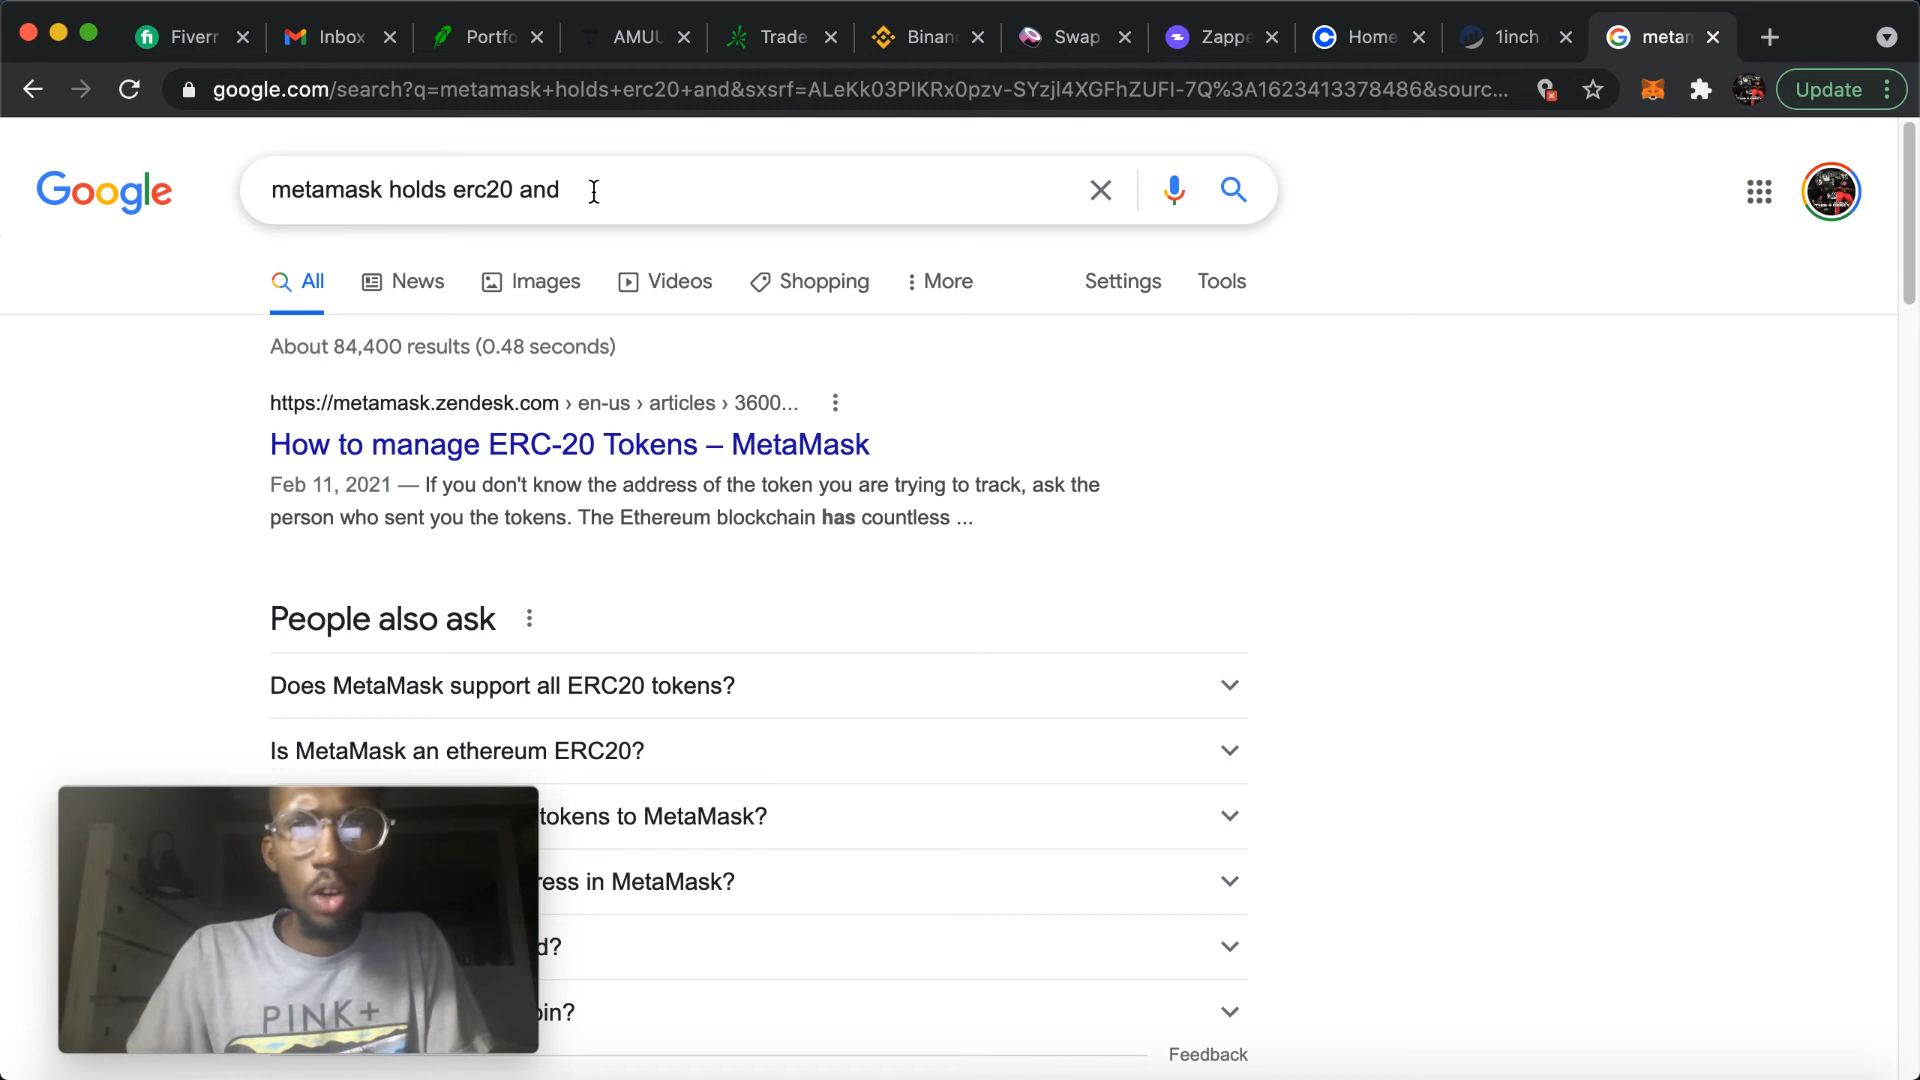 Fiverr
Inbox
Portfo
AMUU
Trade
Binan
Swap
Zappe
Home
1inch
metan
google.com/search?q=metamask+holds+erc20+and&sxsrf=ALeKk03PIKRx0pzv-SYzjl4XGFhZUFI-7Q%3A1623413378486&sourc...
Update
Google
metamask holds erc20 and
All
News
Images
Videos
Shopping
More
Settings
Tools
About 84,400 results (0.48 seconds)
https://metamask.zendesk.com › en-us › articles › 3600...
How to manage ERC-20 Tokens – MetaMask
Feb 11, 2021 — If you don't know the address of the token you are trying to track, ask the
person who sent you the tokens. The Ethereum blockchain has countless ...
People also ask
Does MetaMask support all ERC20 tokens?
Is MetaMask an ethereum ERC20?
tokens to MetaMask?
ress in MetaMask?
d?
oin?
PINK+
Feedback